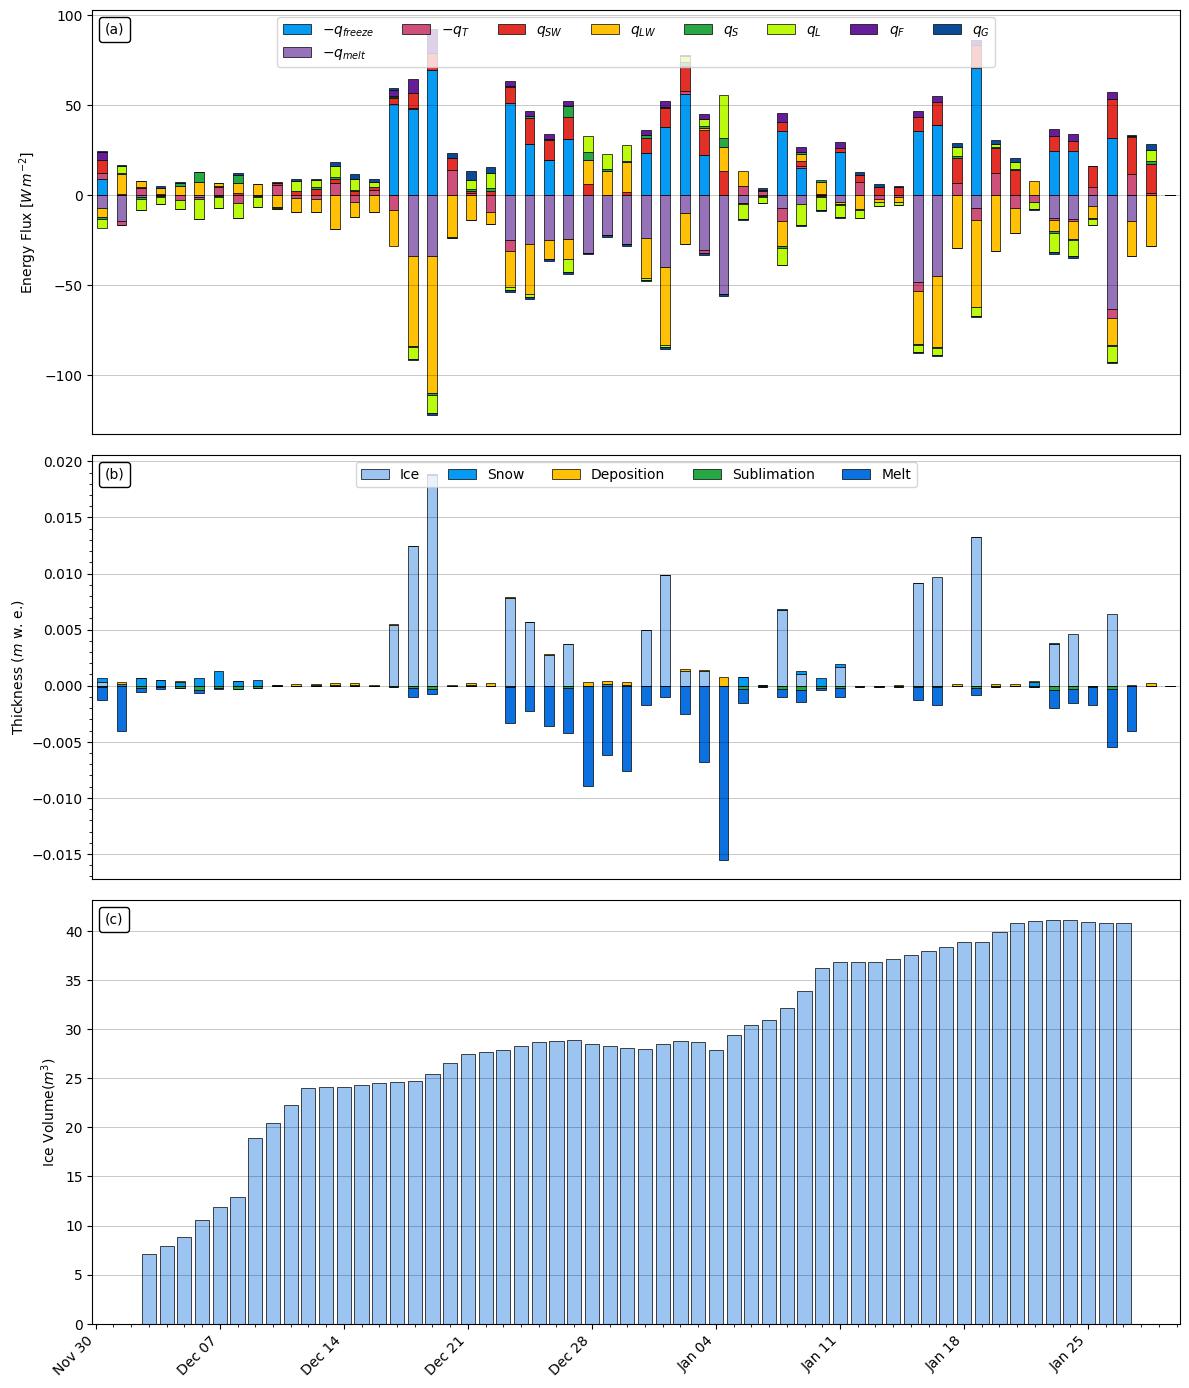 100
50
0
−50
−100
Energy Flux [W m⁻²]
(a)
−q_freeze −q_T q_SW q_LW q_S q_L q_F q_G
−q_melt
0.020
0.015
0.010
0.005
0.000
−0.005
−0.010
−0.015
Thickness (m w. e.)
(b)
Ice Snow Deposition Sublimation Melt
40
35
30
25
20
15
10
5
0
Ice Volume(m³)
(c)
Nov 30 Dec 07 Dec 14 Dec 21 Dec 28 Jan 04 Jan 11 Jan 18 Jan 25